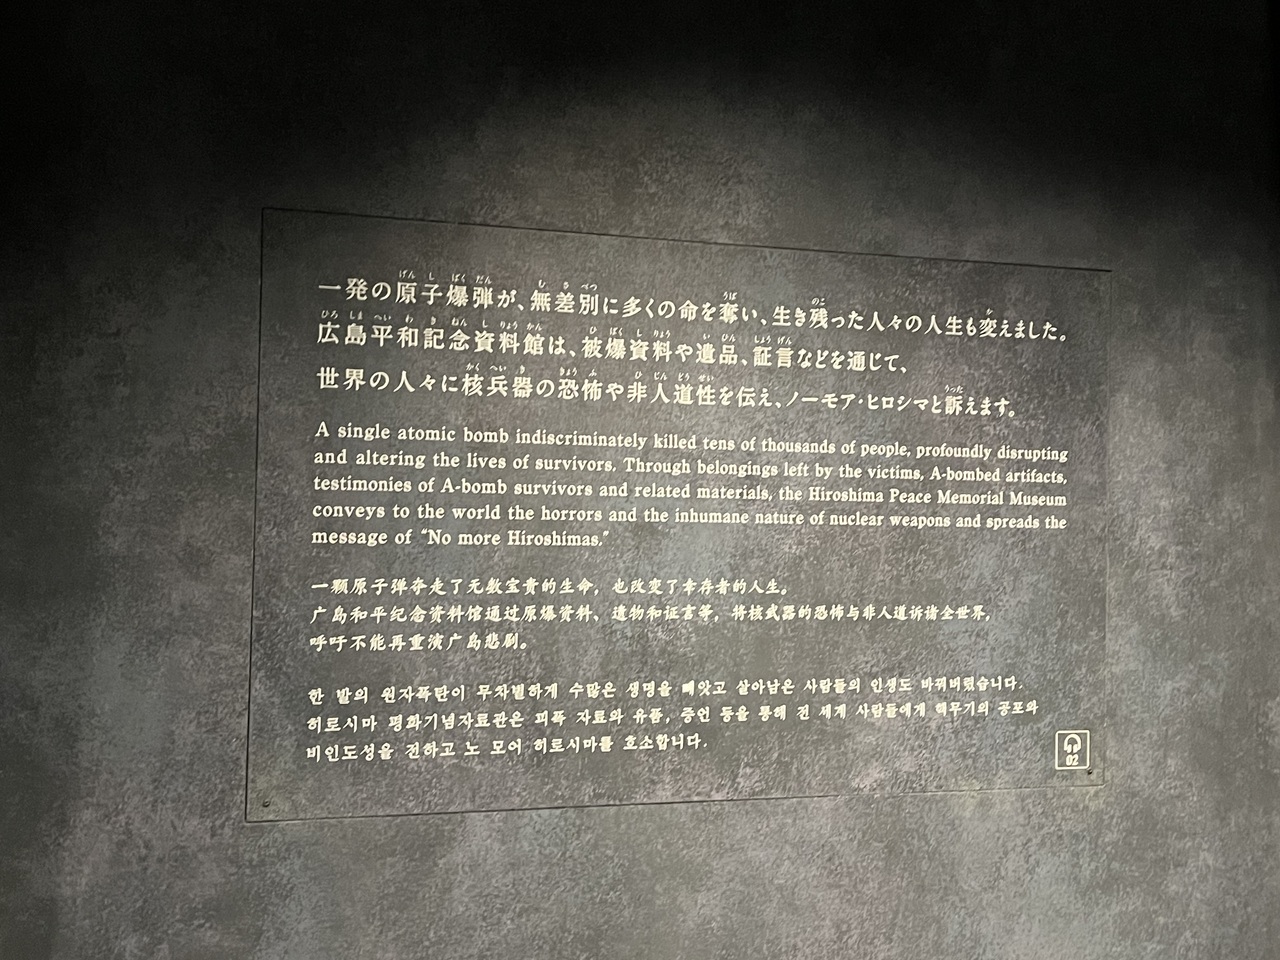 一発の原子爆弾が、無差別に多くの命を奪い、生き残った人々の人生も変えました。
広島平和記念資料館は、被爆資料や遺品、証言などを通じて、
世界の人々に核兵器の恐怖や非人道性を伝え、ノーモア・ヒロシマと訴えます。
A single atomic bomb indiscriminately killed tens of thousands of people, profoundly disrupting
and altering the lives of survivors. Through belongings left by the victims, A-bombed artifacts,
testimonies of A-bomb survivors and related materials, the Hiroshima Peace Memorial Museum
conveys to the world the horrors and the inhumane nature of nuclear weapons and spreads the
message of "No more Hiroshimas."
一颗原子弹夺走了无数宝贵的生命，也改变了幸存者的人生。
广岛和平纪念资料馆通过原爆资料、遗物和证言等，将核武器的恐怖与非人道诉诸全世界，
呼吁不能再重演广岛悲剧。
한 발의 원자폭탄이 무차별하게 수많은 생명을 빼앗고 살아남은 사람들의 인생도 바꿔버렸습니다.
히로시마 평화기념자료관은 피폭 자료와 유품, 증언 등을 통해 전 세계 사람들에게 핵무기의 공포와
비인도성을 전하고 노 모어 히로시마를 호소합니다.
02